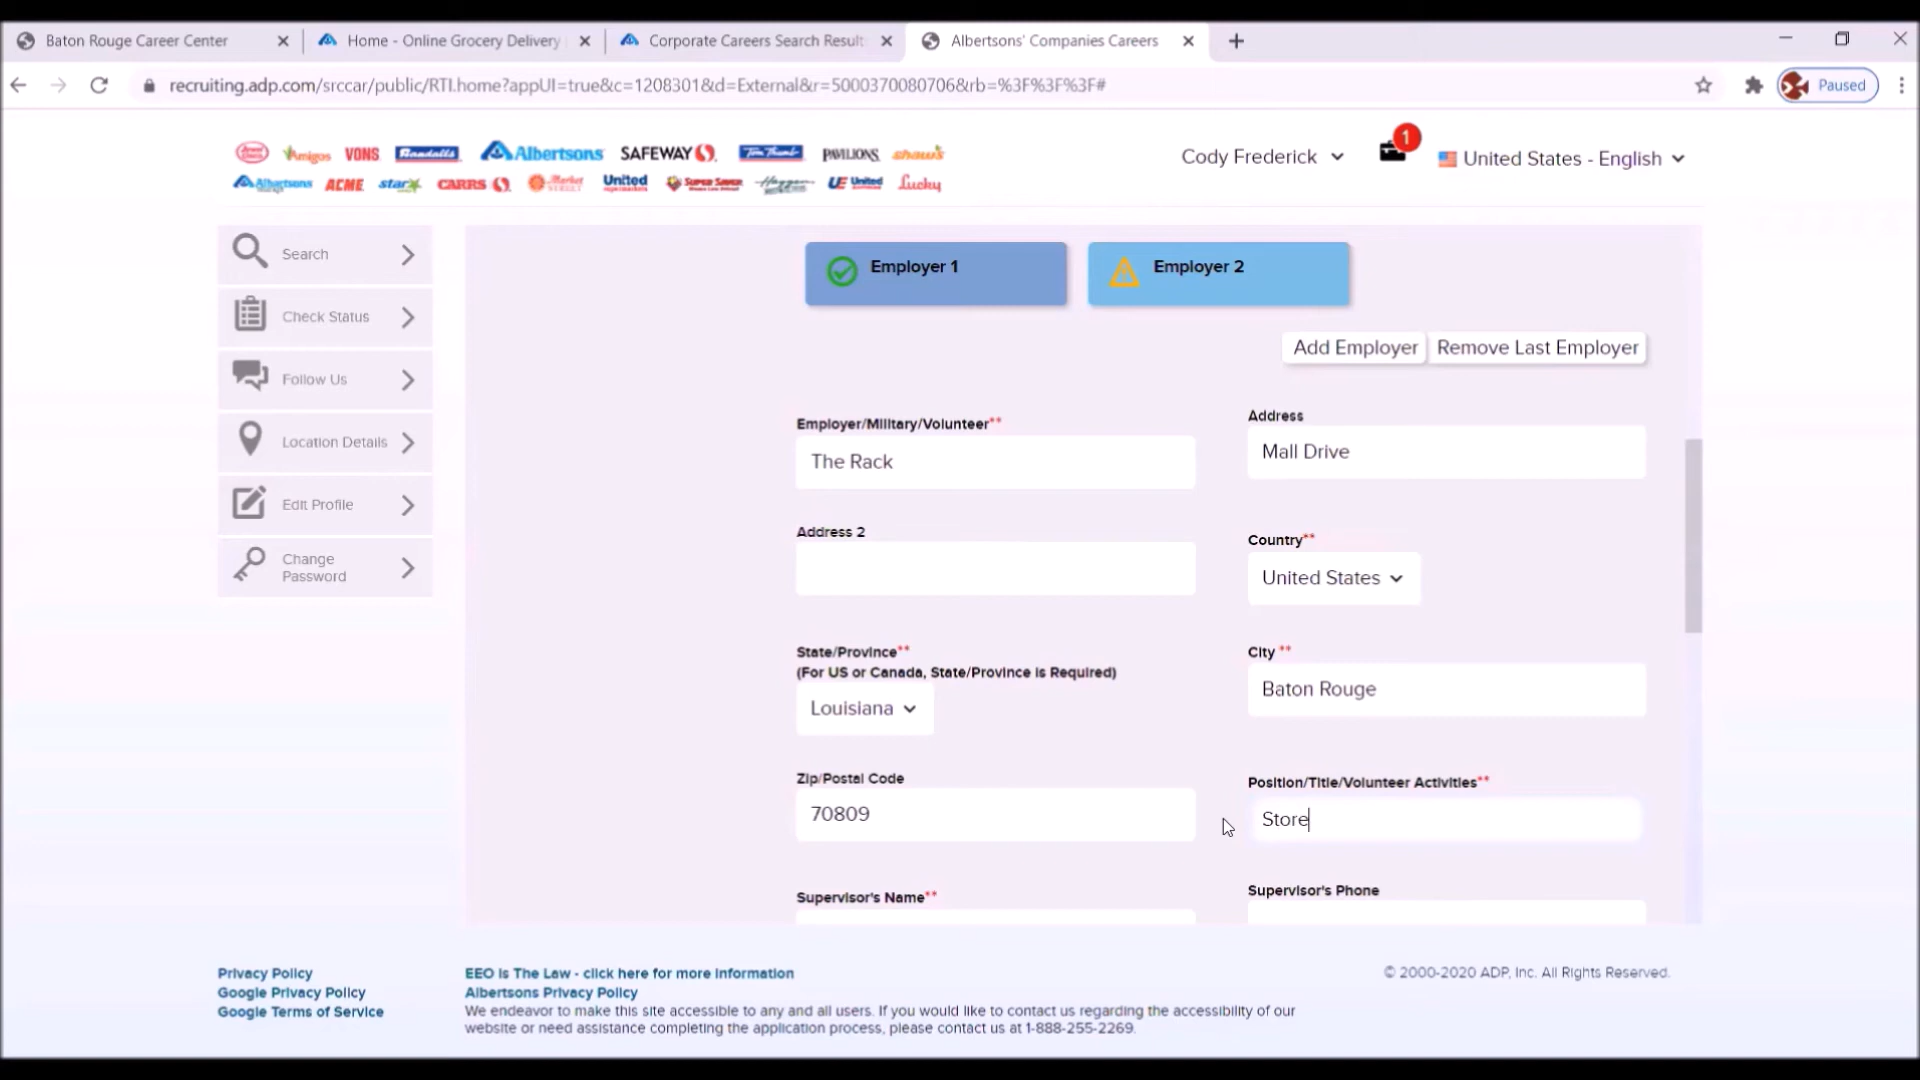 Baton Rouge Career Center
Home - Online Grocery Delivery
Corporate Careers Search Result
Albertsons' Companies Careers
recruiting.adp.com/srccar/public/RTI.home?appUI=true&c=1208301&d=External&r=5000370080706&rb=%3F%3F%3F#
Paused
Amigos VONS Randalls Albertsons SAFEWAY Tom Thumb PAVILIONS shaw's
Albertsons ACME star CARRS Market STREET United supermarkets SUPER SAVER Haggen United Lucky
Cody Frederick
1
United States - English
Search
Check Status
Follow Us
Location Details
Edit Profile
Change
Password
Employer 1
Employer 2
Add Employer
Remove Last Employer
Employer/Military/Volunteer**
The Rack
Address
Mall Drive
Address 2
Country**
United States
State/Province**
(For US or Canada, State/Province is Required)
Louisiana
City **
Baton Rouge
Zip/Postal Code
70809
Position/Title/Volunteer Activities**
Store
Supervisor's Name**
Supervisor's Phone
Privacy Policy
Google Privacy Policy
Google Terms of Service
EEO is The Law - click here for more information
Albertsons Privacy Policy
We endeavor to make this site accessible to any and all users. If you would like to contact us regarding the accessibility of our
website or need assistance completing the application process, please contact us at 1-888-255-2269.
© 2000-2020 ADP, Inc. All Rights Reserved.